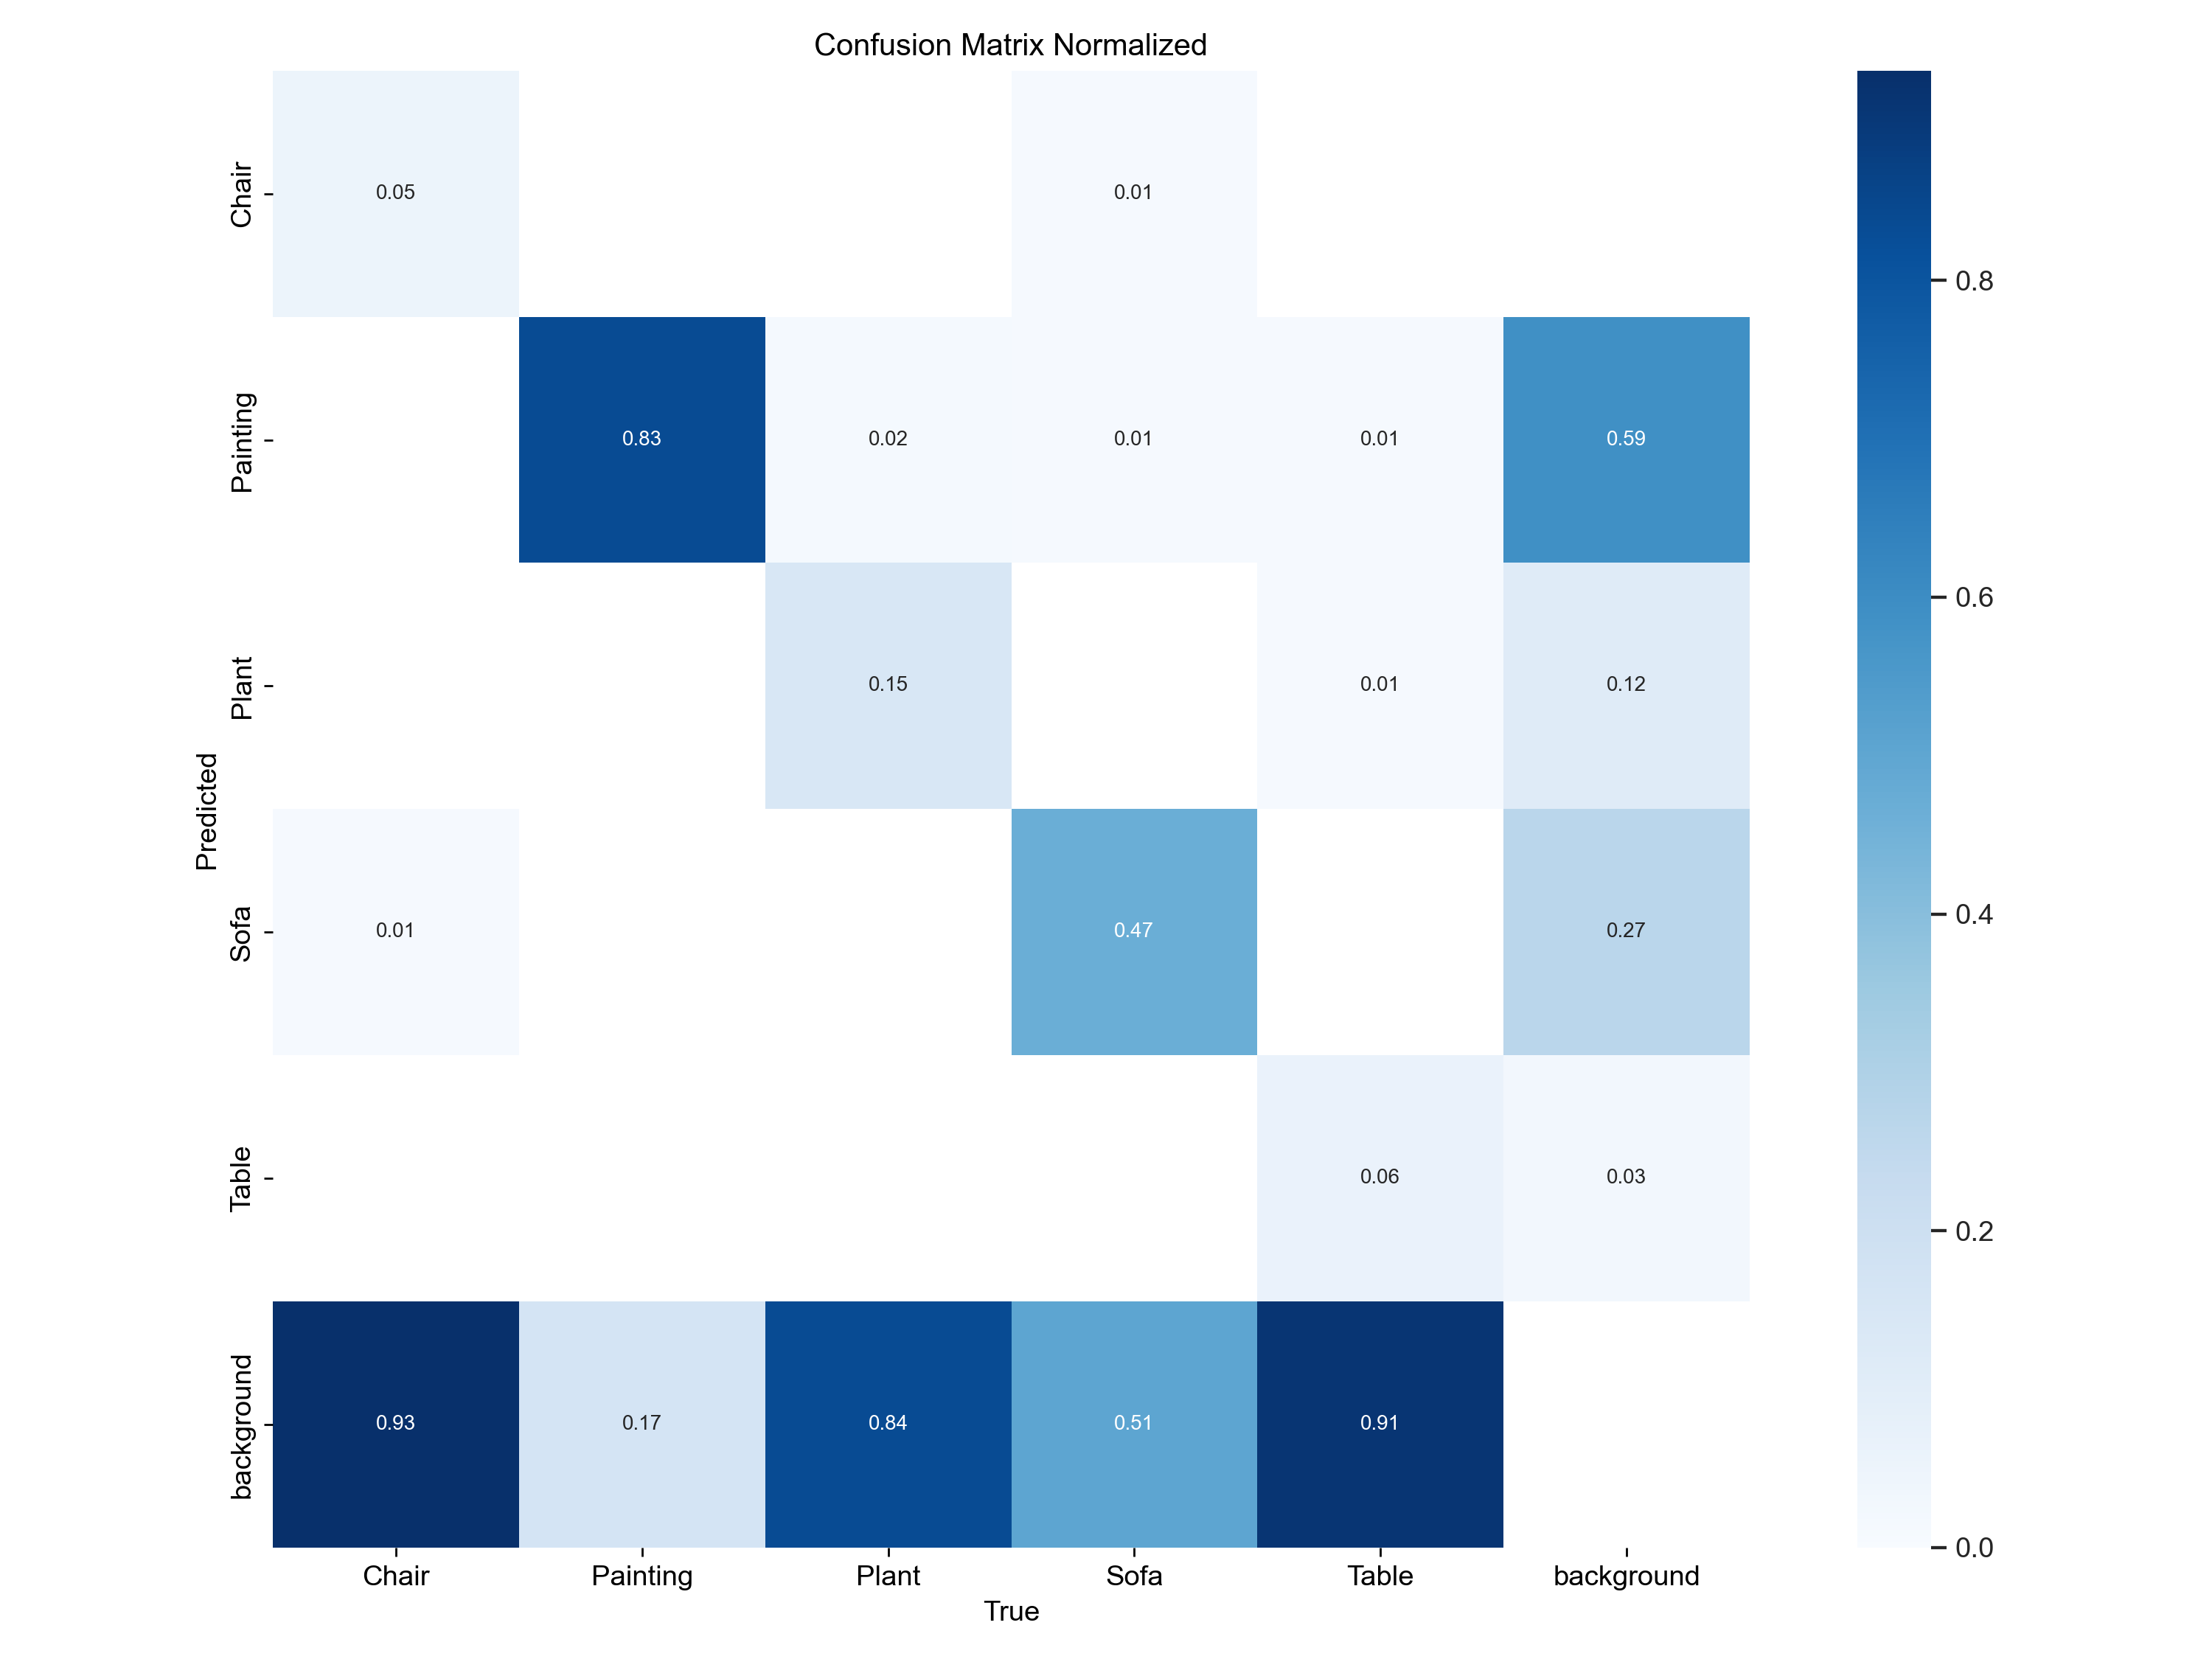 Confusion Matrix Normalized
Chair
0.05
0.01
0.8
Painting
0.83
0.02
0.01
0.01
0.59
0.6
Plant
0.15
0.01
0.12
Predicted
Sofa
0.01
0.47
0.27
0.4
Table
0.06
0.03
0.2
background
0.93
0.17
0.84
0.51
0.91
0.0
Chair
Painting
Plant
Sofa
Table
background
True